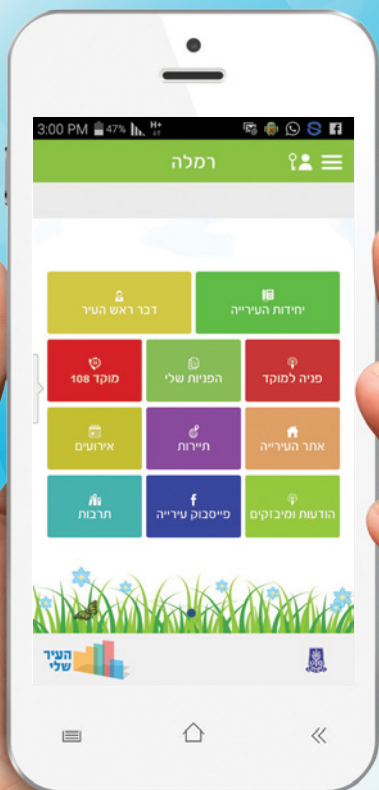 3:00 PM 47% H+
רמלה
יחידות העירייה
דבר ראש העיר
פניה למוקד
הפניות שלי
מוקד 108
אתר העירייה
תיירות
אירועים
הודעות ומיבזקים
פייסבוק עירייה
תרבות
העיר
שלי